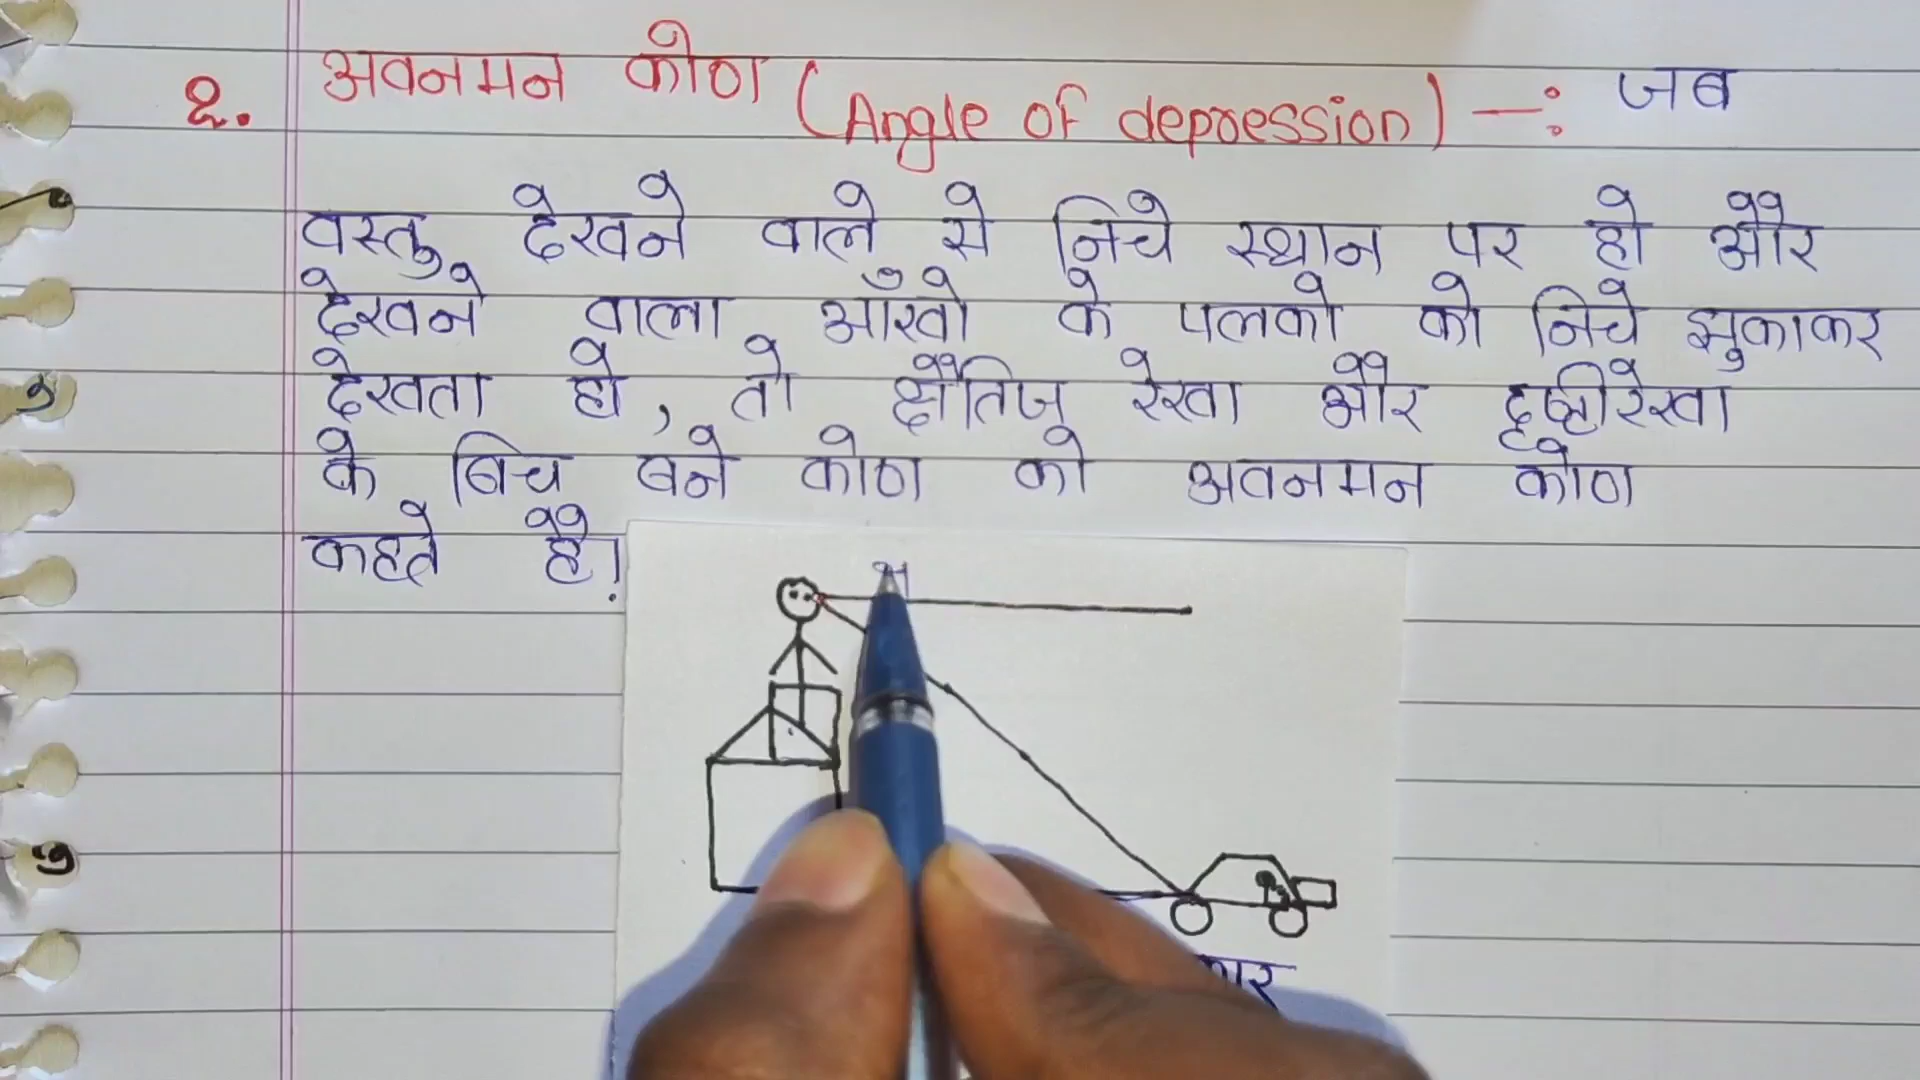 2. अवनमन कोण (Angle of depression) —: जब
वस्तु देखने वाले से निचे स्थान पर हो और
देखने वाला आँखो के पलको को निचे झुकाकर
देखता हो, तो क्षैतिज रेखा और दृष्टीरेखा
के बिच बने कोण को अवनमन कोण
कहते है।